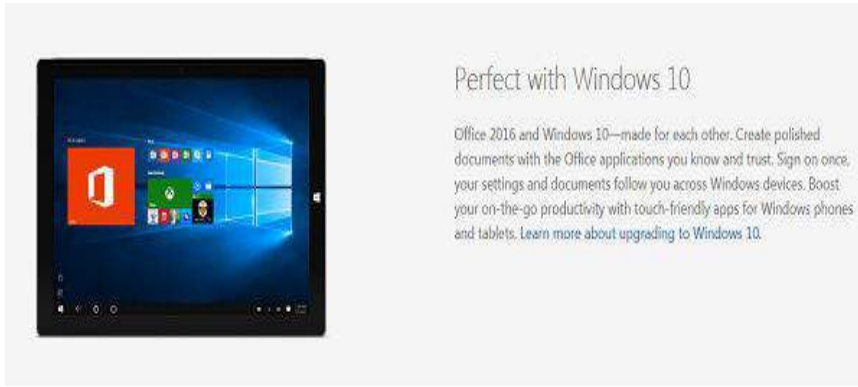 Perfect with Windows 10
Office 2016 and Windows 10—made for each other. Create polished
documents with the Office applications you know and trust. Sign on once,
your settings and documents follow you across Windows devices. Boost
your on-the-go productivity with touch-friendly apps for Windows phones
and tablets. Learn more about upgrading to Windows 10.